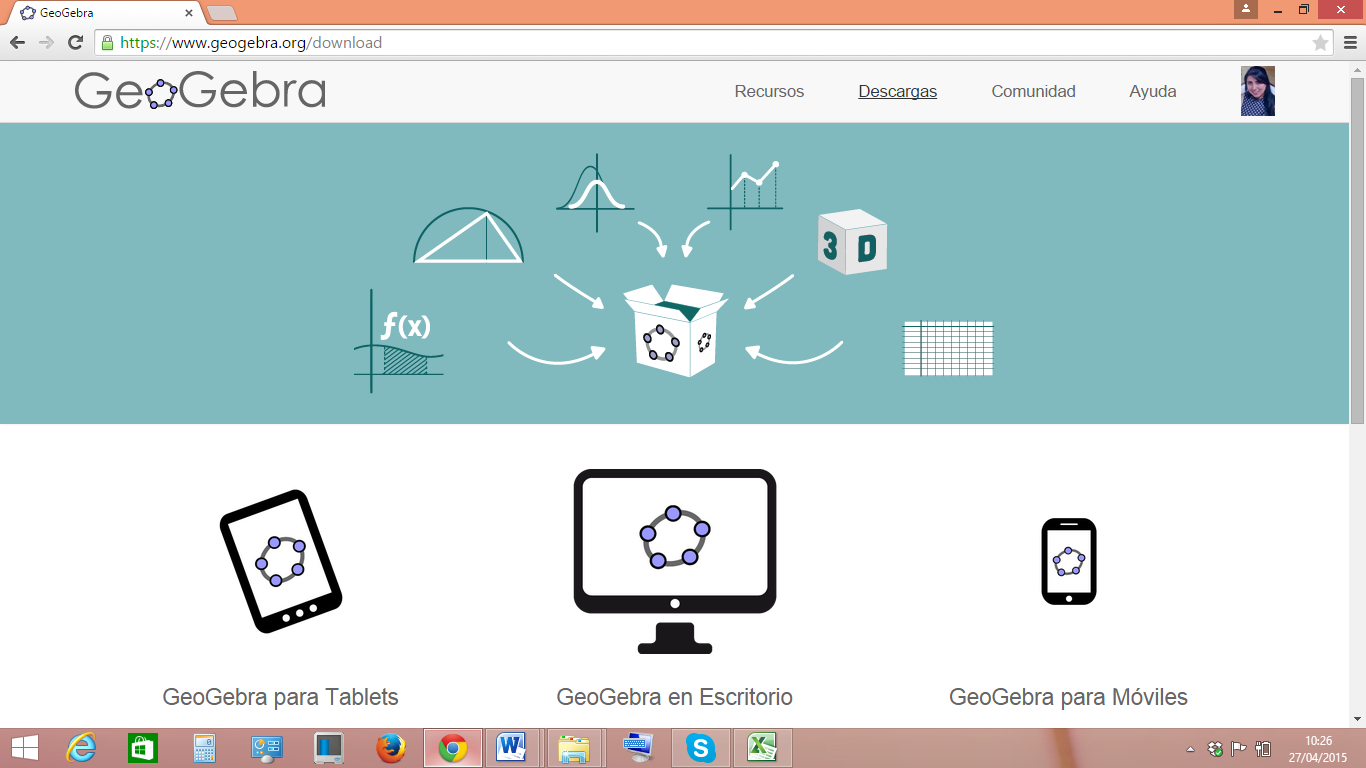 GeoGebra
https://www.geogebra.org/download
GeoGebra
Recursos Descargas Comunidad Ayuda
f(x)
3 D
GeoGebra para Tablets GeoGebra en Escritorio GeoGebra para Móviles
10:26
27/04/2015